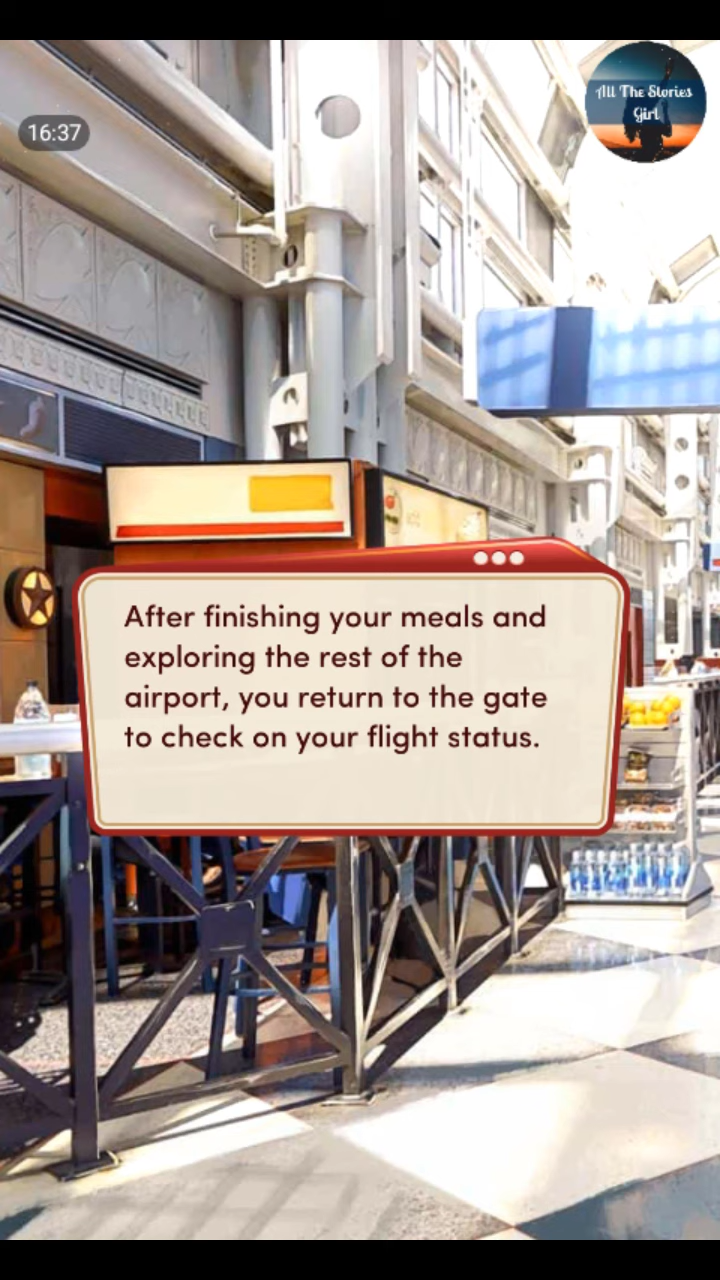 All The Stories
Girl
16:37
After finishing your meals and
exploring the rest of the
airport, you return to the gate
to check on your flight status.